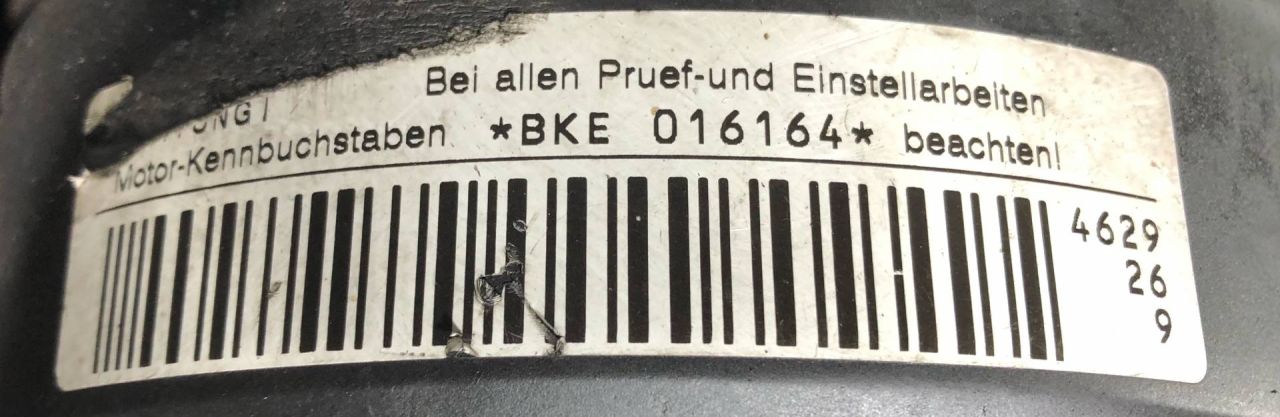 Bei allen Pruef-und Einstellarbeiten
Motor-Kennbuchstaben *BKE 016164* beachten!
4629
26
9